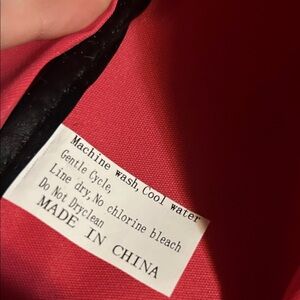 Machine wash, Cool water
Gentle Cycle,
Line dry, No chlorine bleach
Do Not Dryclean
MADE IN CHINA